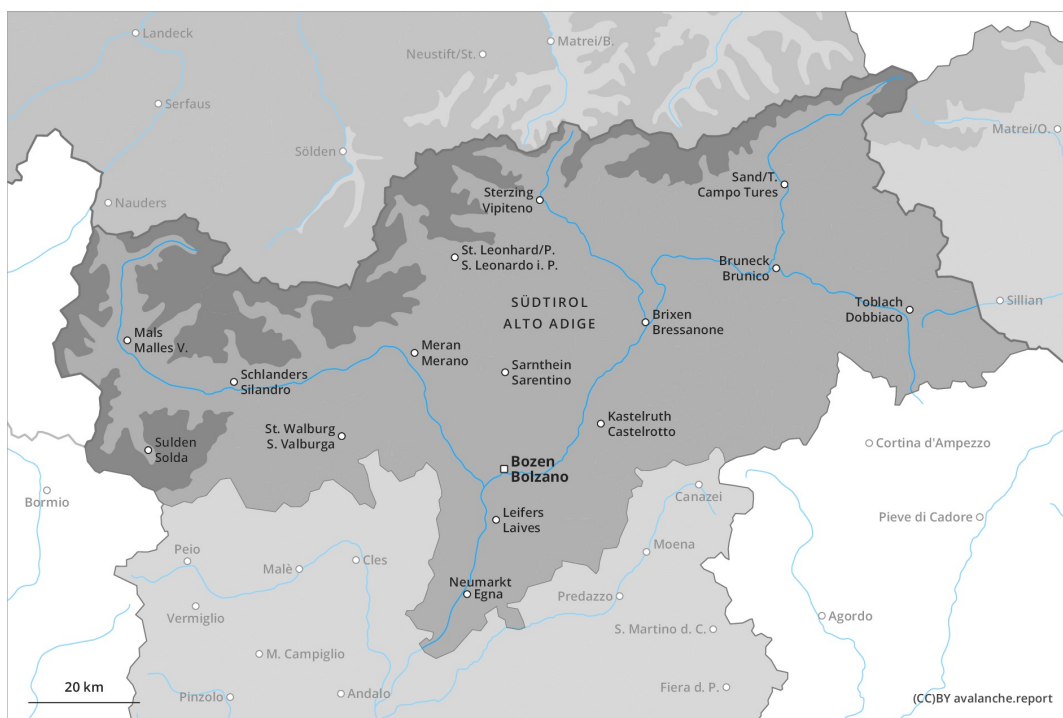 Landeck
Matrei/B.
Neustift/St.
Serfaus
Matrei/O.
Sölden
Sand/T.
Campo Tures
Sterzing
Vipiteno
Nauders
St. Leonhard/P.
S. Leonardo i. P.
Bruneck
Brunico
SÜDTIROL
ALTO ADIGE
Toblach
Dobbiaco
Sillian
Brixen
Bressanone
Mals
Malles V.
Meran
Merano
Sarnthein
Sarentino
Schlanders
Silandro
Kastelruth
Castelrotto
St. Walburg
S. Valburga
Sulden
Solda
Cortina d'Ampezzo
Bozen
Bolzano
Bormio
Canazei
Leifers
Laives
Pieve di Cadore
Peio
Malè
Cles
Moena
Neumarkt
Egna
Predazzo
Vermiglio
Agordo
S. Martino d. C.
M. Campiglio
20 km
Pinzolo
Andalo
Fiera d. P.
(CC)BY avalanche.report